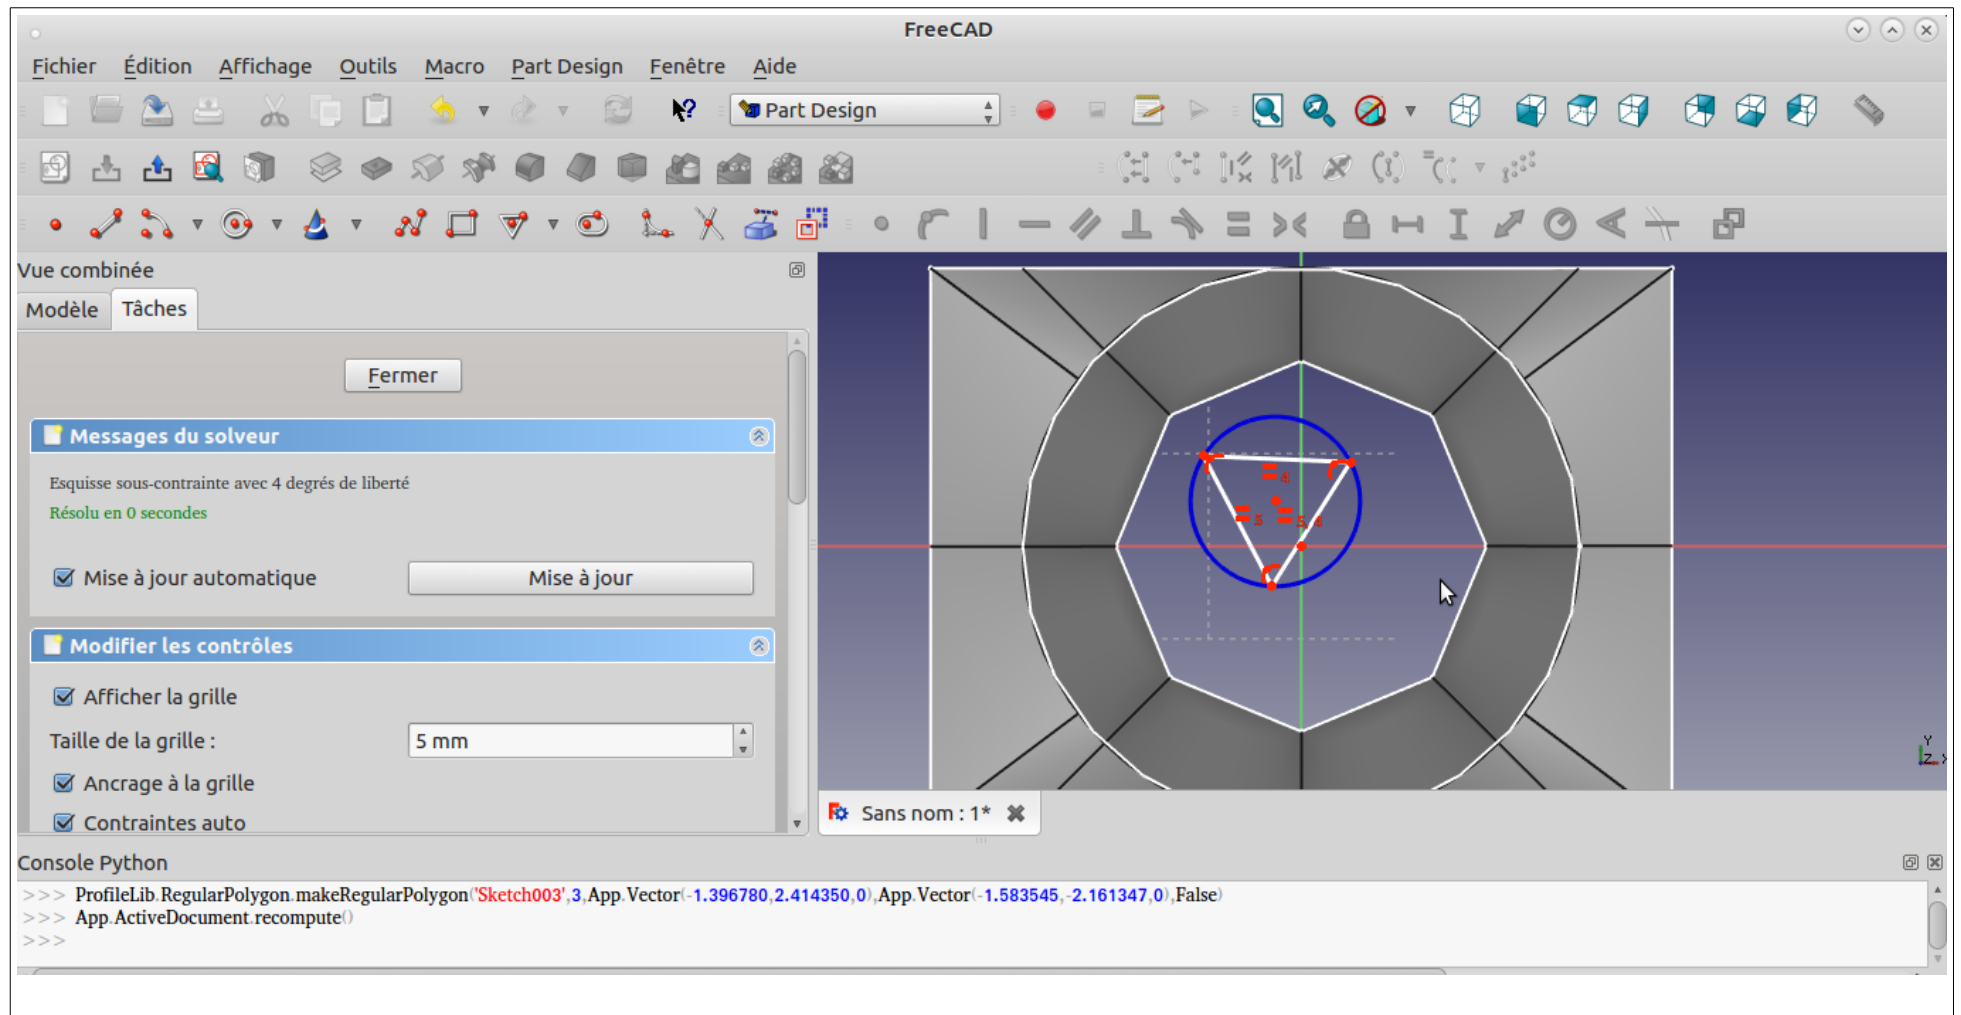 FreeCAD
Fichier Édition Affichage Outils Macro Part Design Fenêtre Aide
Part Design
Vue combinée
Modèle Tâches
Fermer
Messages du solveur
Esquisse sous-contrainte avec 4 degrés de liberté
Résolu en 0 secondes
Mise à jour automatique Mise à jour
Modifier les contrôles
Afficher la grille
Taille de la grille : 5 mm
Ancrage à la grille
Contraintes auto
4
5 5, 4
Y
Z X
Sans nom : 1*
Console Python
>>> ProfileLib.RegularPolygon.makeRegularPolygon('Sketch003',3,App.Vector(-1.396780,2.414350,0),App.Vector(-1.583545,-2.161347,0),False)
>>> App.ActiveDocument.recompute()
>>>